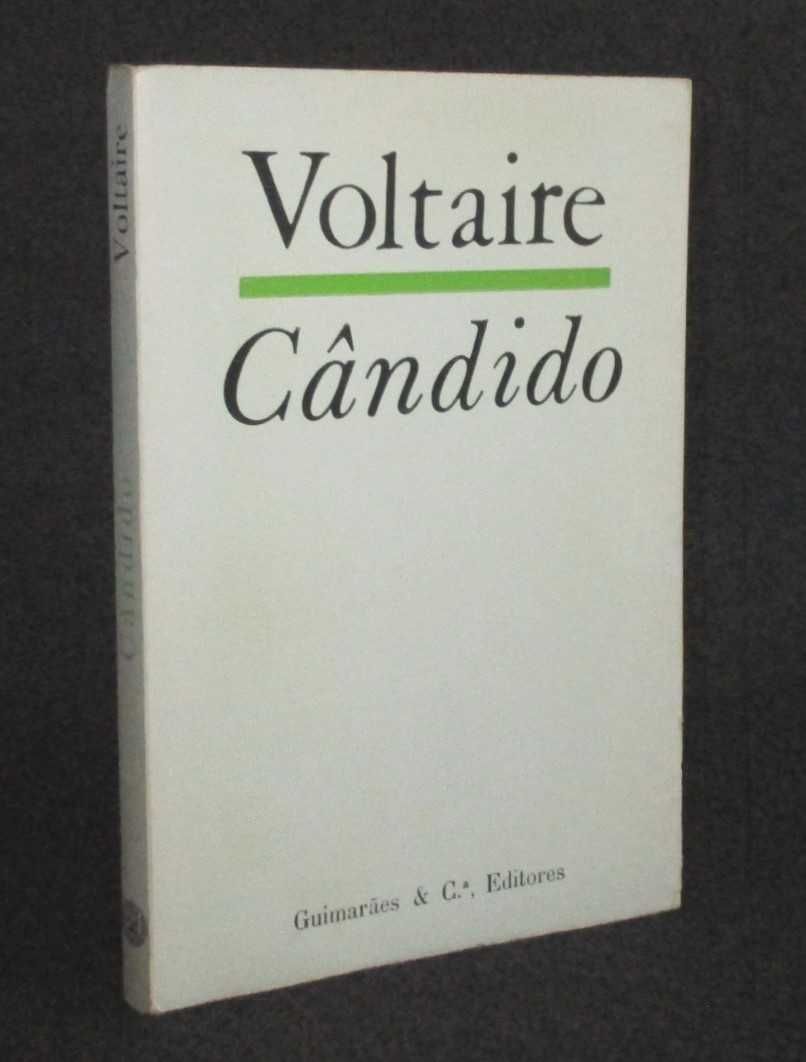 Voltaire
Cândido
Guimarães & C.ª, Editores
Voltaire
Cândido